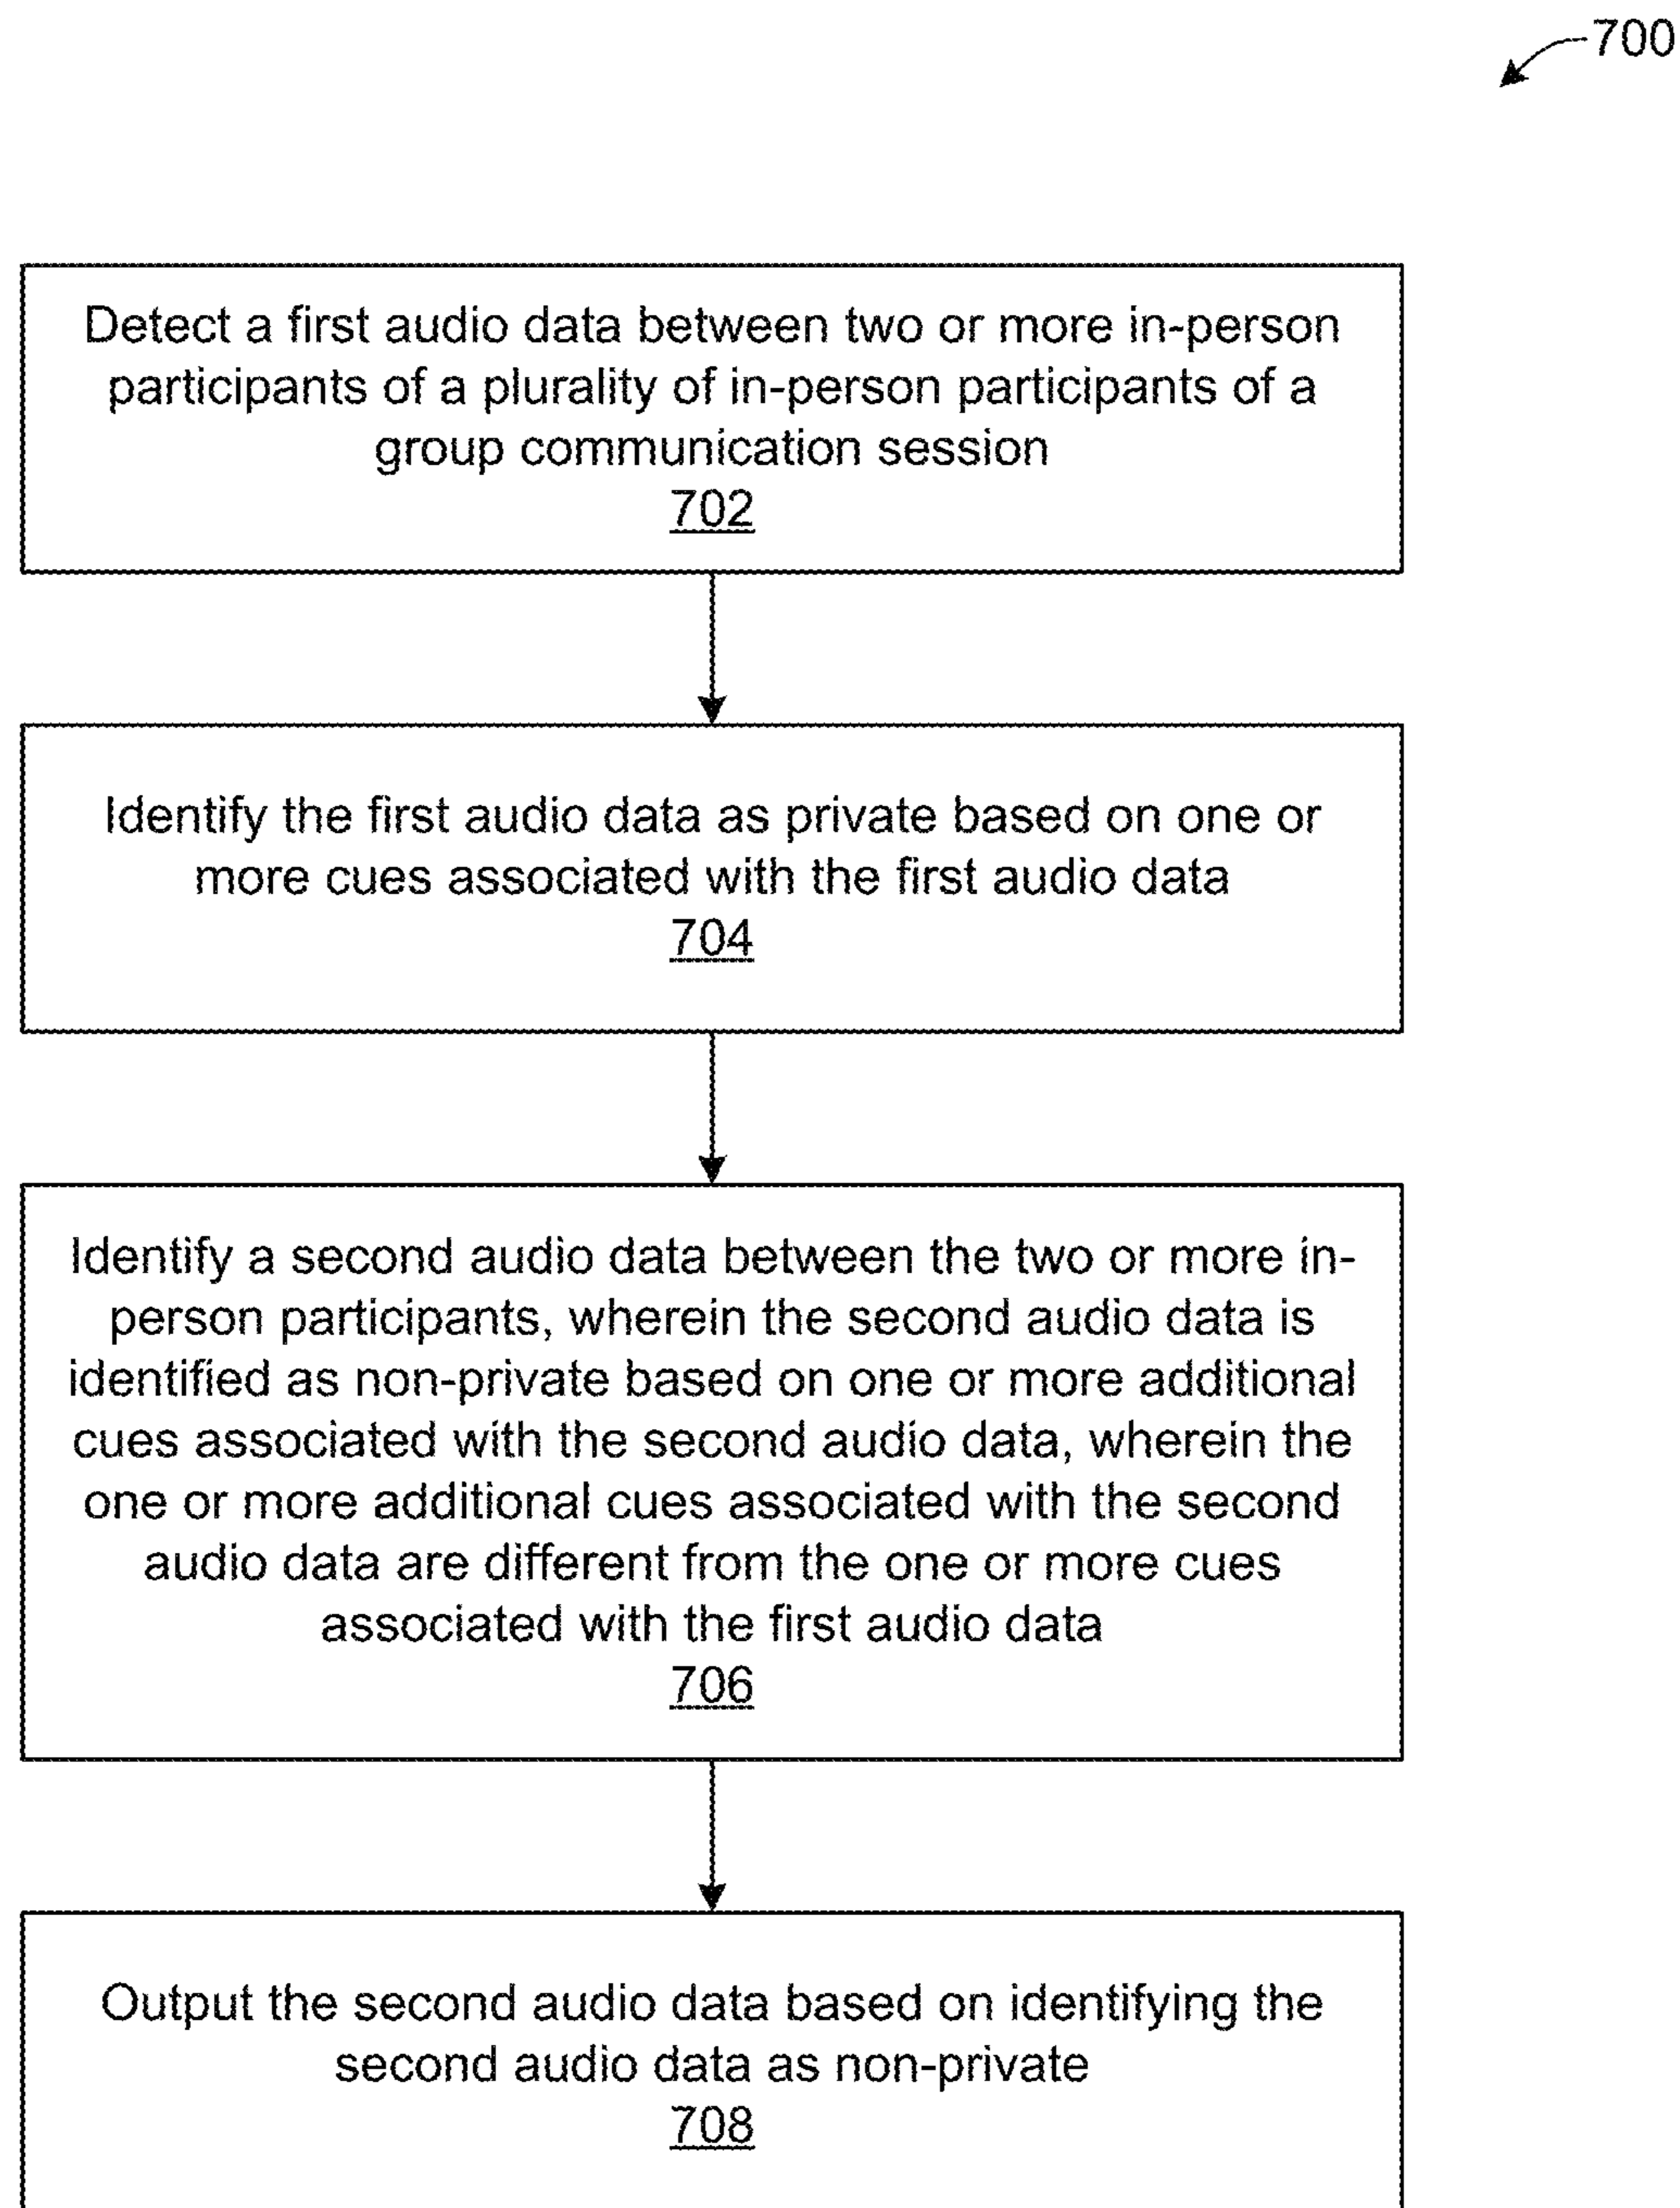 700
Detect a first audio data between two or more in-person
participants of a plurality of in-person participants of a
group communication session
702
Identify the first audio data as private based on one or
more cues associated with the first audio data
704
Identify a second audio data between the two or more in-
person participants, wherein the second audio data is
identified as non-private based on one or more additional
cues associated with the second audio data, wherein the
one or more additional cues associated with the second
audio data are different from the one or more cues
associated with the first audio data
706
Output the second audio data based on identifying the
second audio data as non-private
708